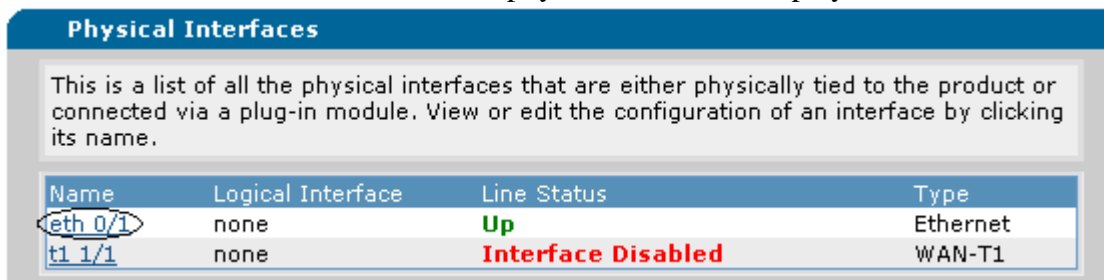 Physical Interfaces
This is a list of all the physical interfaces that are either physically tied to the product or
connected via a plug-in module. View or edit the configuration of an interface by clicking
its name.
Name Logical Interface Line Status Type
eth 0/1 none Up Ethernet
t1 1/1 none Interface Disabled WAN-T1